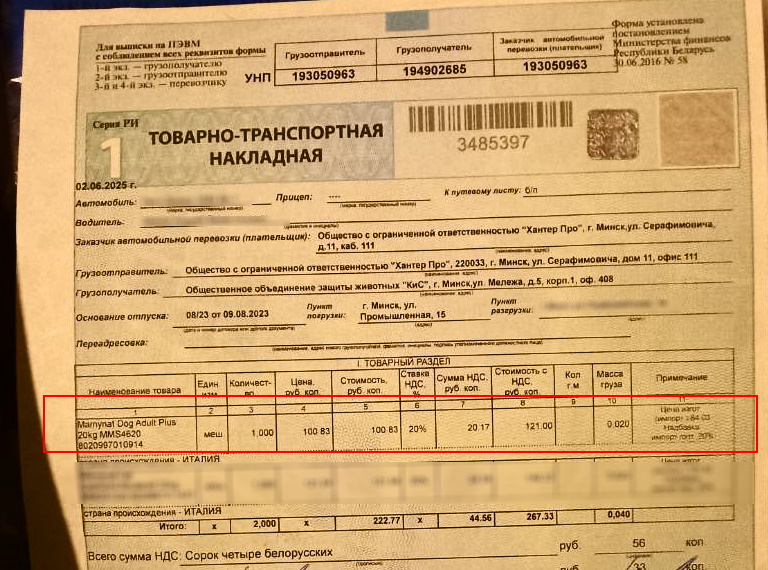 Для выписки на ПЭВМ
с соблюдением всех реквизитов формы
1-й экз. — грузополучателю
2-й экз. — грузоотправителю
3-й и 4-й экз. — перевозчику
УНП
Грузоотправитель
Грузополучатель
Заказчик автомобильной
перевозки (плательщик)
193050963
194902685
193050963
Форма установлена
постановлением
Министерства финансов
Республики Беларусь
30.06.2016 № 58
Серия РИ
1
ТОВАРНО-ТРАНСПОРТНАЯ
НАКЛАДНАЯ
3485397
02.06.2025 г.
Автомобиль:
Прицеп: ----
К путевому листу: б/п
Водитель:
Заказчик автомобильной перевозки (плательщик): Общество с ограниченной ответственностью "Хантер Про", г. Минск,ул. Серафимовича,
д.11, каб. 111
Грузоотправитель: Общество с ограниченной ответственностью "Хантер Про", 220033, г. Минск, ул. Серафимовича, дом 11, офис 111
Грузополучатель: Общественное объединение защиты животных "КиС", г. Минск,ул. Мележа, д.5, корп.1, оф. 408
Основание отпуска: 08/23 от 09.08.2023
Пункт
погрузки:
г. Минск, ул.
Промышленная, 15
Пункт
разгрузки:
Переадресовка:
I. ТОВАРНЫЙ РАЗДЕЛ
Наименование товара
Един
изм
Количест-
во
Цена,
руб. коп.
Стоимость,
руб. коп.
Ставка
НДС,
%
Сумма НДС,
руб. коп.
Стоимость с
НДС,
руб. коп.
Кол
г.м
Масса
груза
Примечание
1 2 3 4 5 6 7 8 9 10 11
Marnynat Dog Adult Plus
20kg MMS4620
8020997010914
меш 1,000 100.83 100.83 20% 20.17 121.00 0,020
Надбавка
страна происхождения - ИТАЛИЯ
страна происхождения - ИТАЛИЯ
Итого: x 2,000 x 222.77 x 44.56 267.33 0,040
Всего сумма НДС: Сорок четыре белорусских руб. 56 коп.
руб. 33 коп.